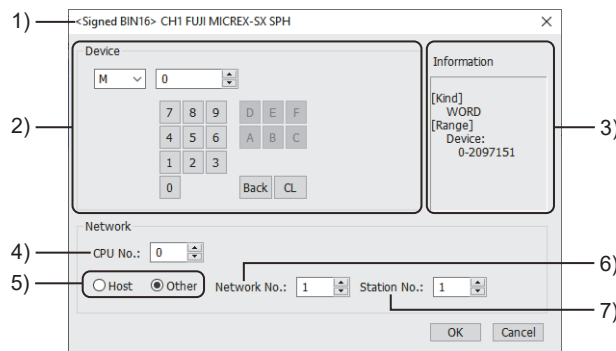 1)
<Signed BIN16> CH1 FUJI MICREX-SX SPH
Device
M 0
7 8 9 D E F
4 5 6 A B C
1 2 3
0 Back CL
2)
Information
[Kind]
WORD
[Range]
Device:
0-2097151
3)
Network
4)
CPU No.: 0
5)
Host Other Network No.: 1 Station No.: 1
6)
7)
OK Cancel